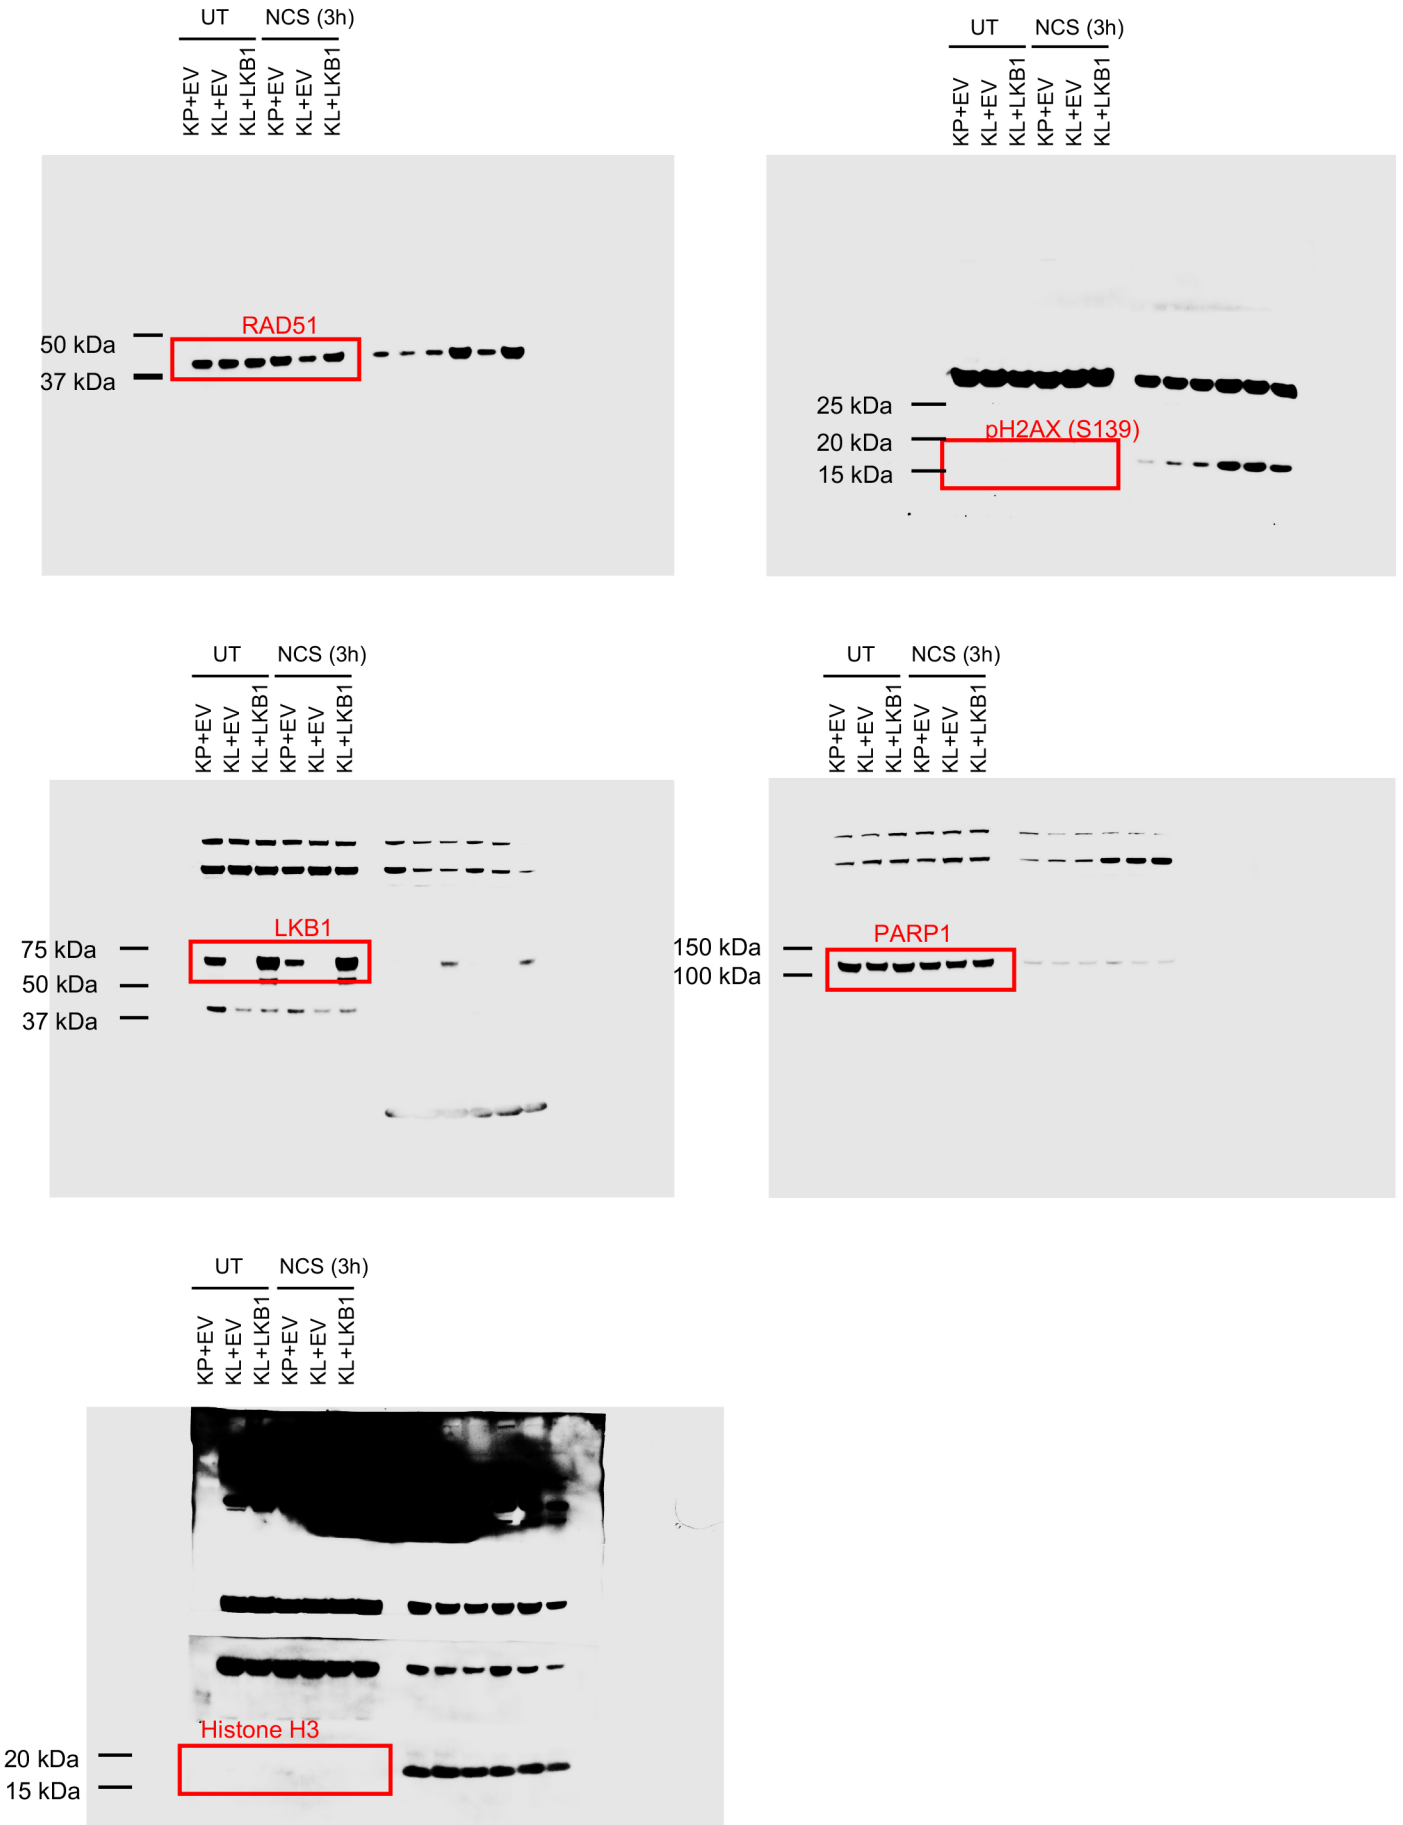 UT NCS (3h)
KP+EV KL+EV KL+LKB1 KP+EV KL+EV KL+LKB1
RAD51
50 kDa
37 kDa
UT NCS (3h)
KP+EV KL+EV KL+LKB1 KP+EV KL+EV KL+LKB1
25 kDa
pH2AX (S139)
20 kDa
15 kDa
UT NCS (3h)
KP+EV KL+EV KL+LKB1 KP+EV KL+EV KL+LKB1
LKB1
75 kDa
50 kDa
37 kDa
UT NCS (3h)
KP+EV KL+EV KL+LKB1 KP+EV KL+EV KL+LKB1
PARP1
150 kDa
100 kDa
UT NCS (3h)
KP+EV KL+EV KL+LKB1 KP+EV KL+EV KL+LKB1
Histone H3
20 kDa
15 kDa